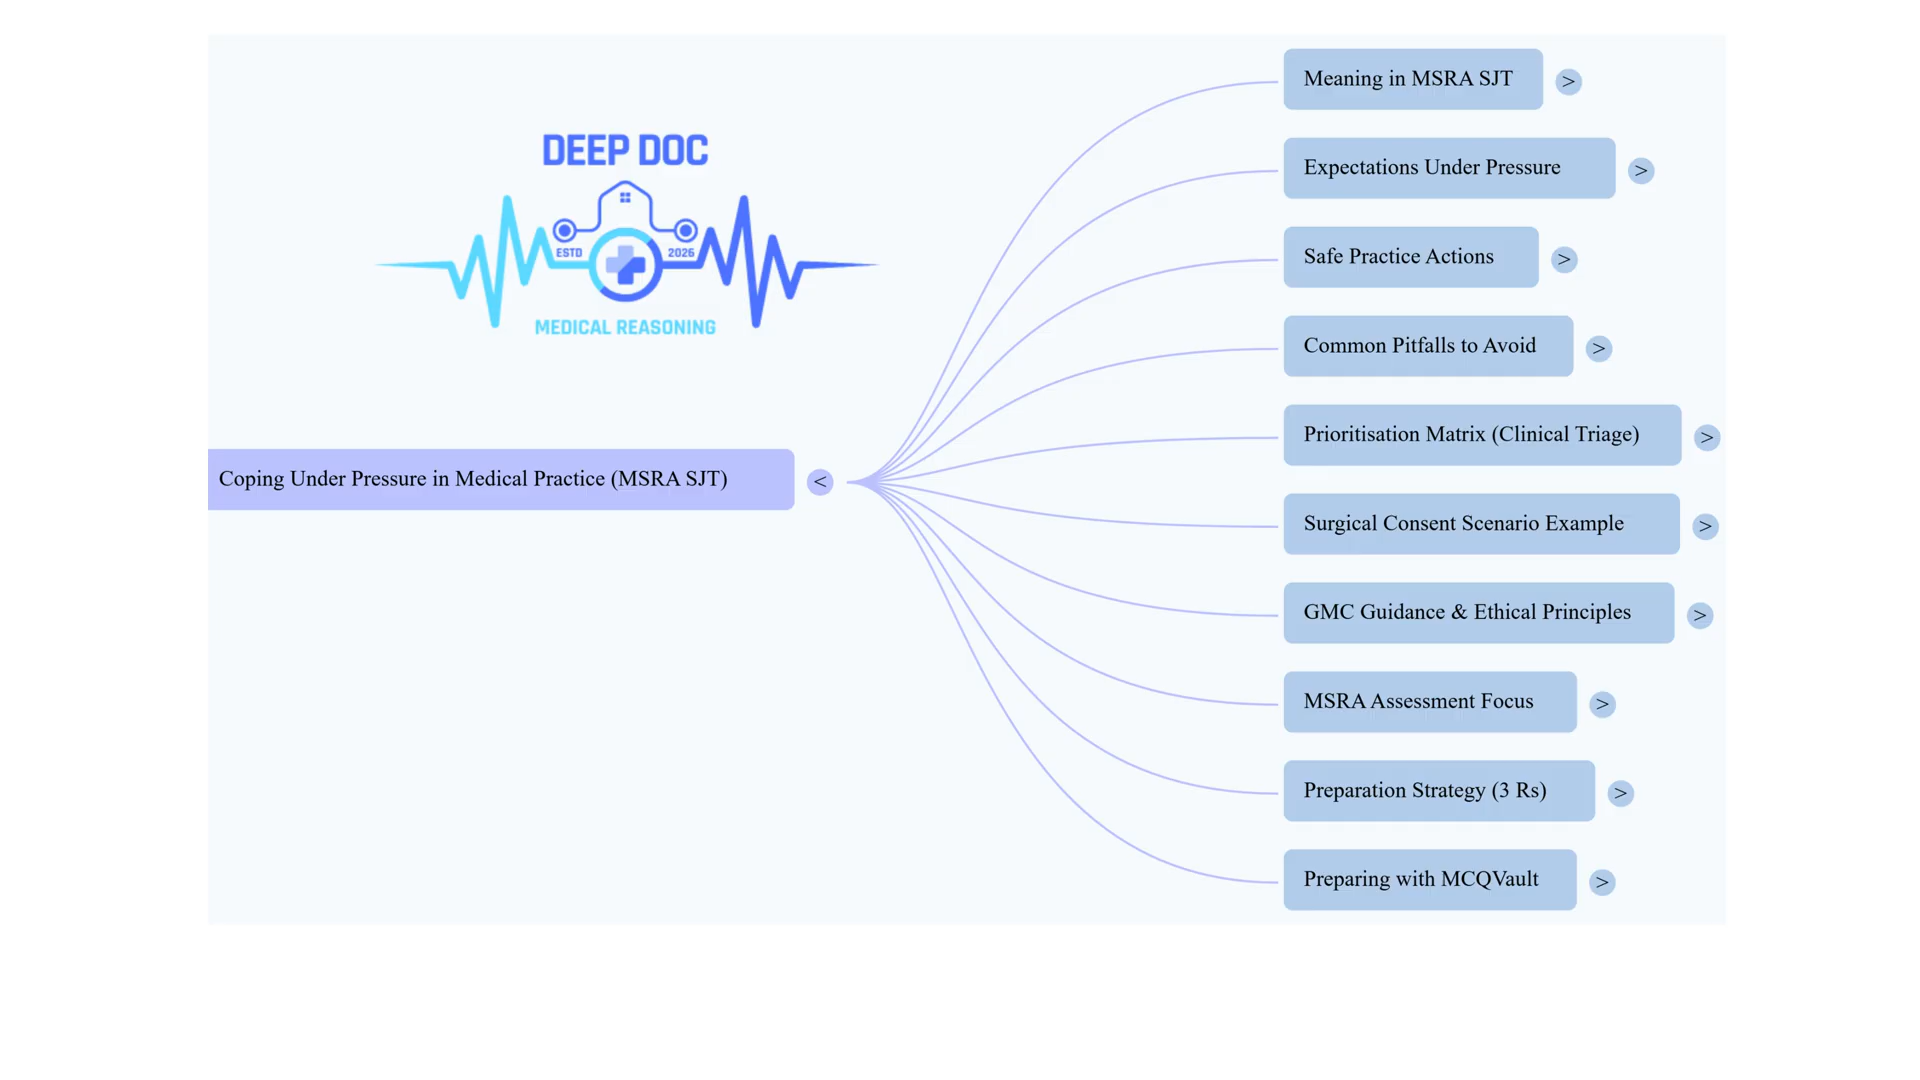 DEEP DOC
ESTD 2026
MEDICAL REASONING
Coping Under Pressure in Medical Practice (MSRA SJT) <
Meaning in MSRA SJT >
Expectations Under Pressure >
Safe Practice Actions >
Common Pitfalls to Avoid >
Prioritisation Matrix (Clinical Triage) >
Surgical Consent Scenario Example >
GMC Guidance & Ethical Principles >
MSRA Assessment Focus >
Preparation Strategy (3 Rs) >
Preparing with MCQVault >